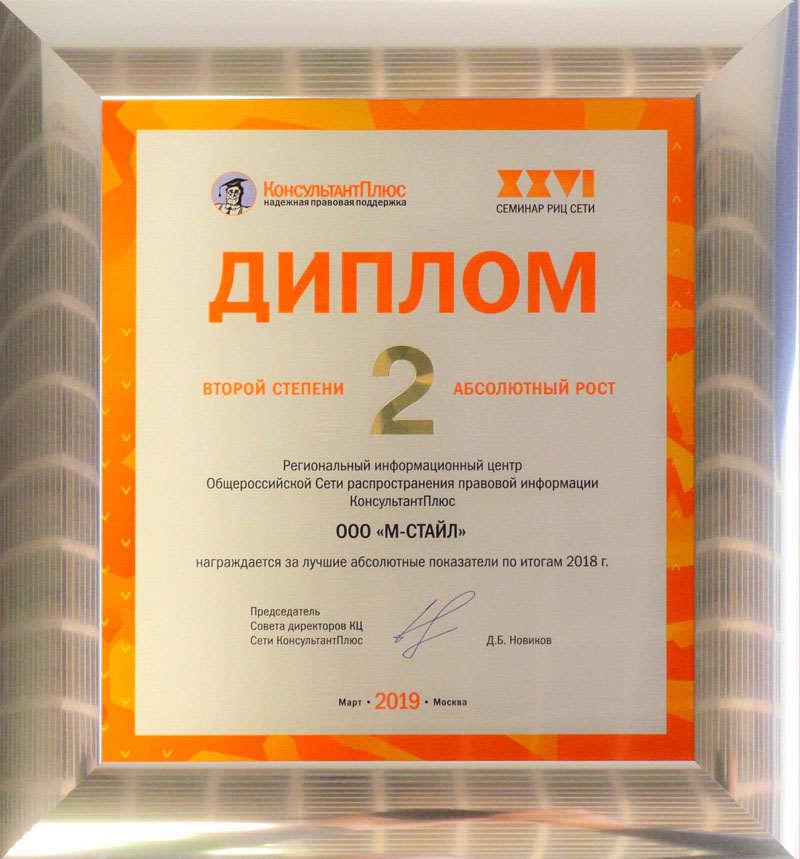 КонсультантПлюс
надежная правовая поддержка
XXVI
СЕМИНАР РИЦ СЕТИ
ДИПЛОМ
ВТОРОЙ СТЕПЕНИ 2 АБСОЛЮТНЫЙ РОСТ
Региональный информационный центр
Общероссийской Сети распространения правовой информации
КонсультантПлюс
ООО «М-СТАЙЛ»
награждается за лучшие абсолютные показатели по итогам 2018 г.
Председатель
Совета директоров КЦ
Сети КонсультантПлюс Д.Б. Новиков
Март • 2019 • Москва